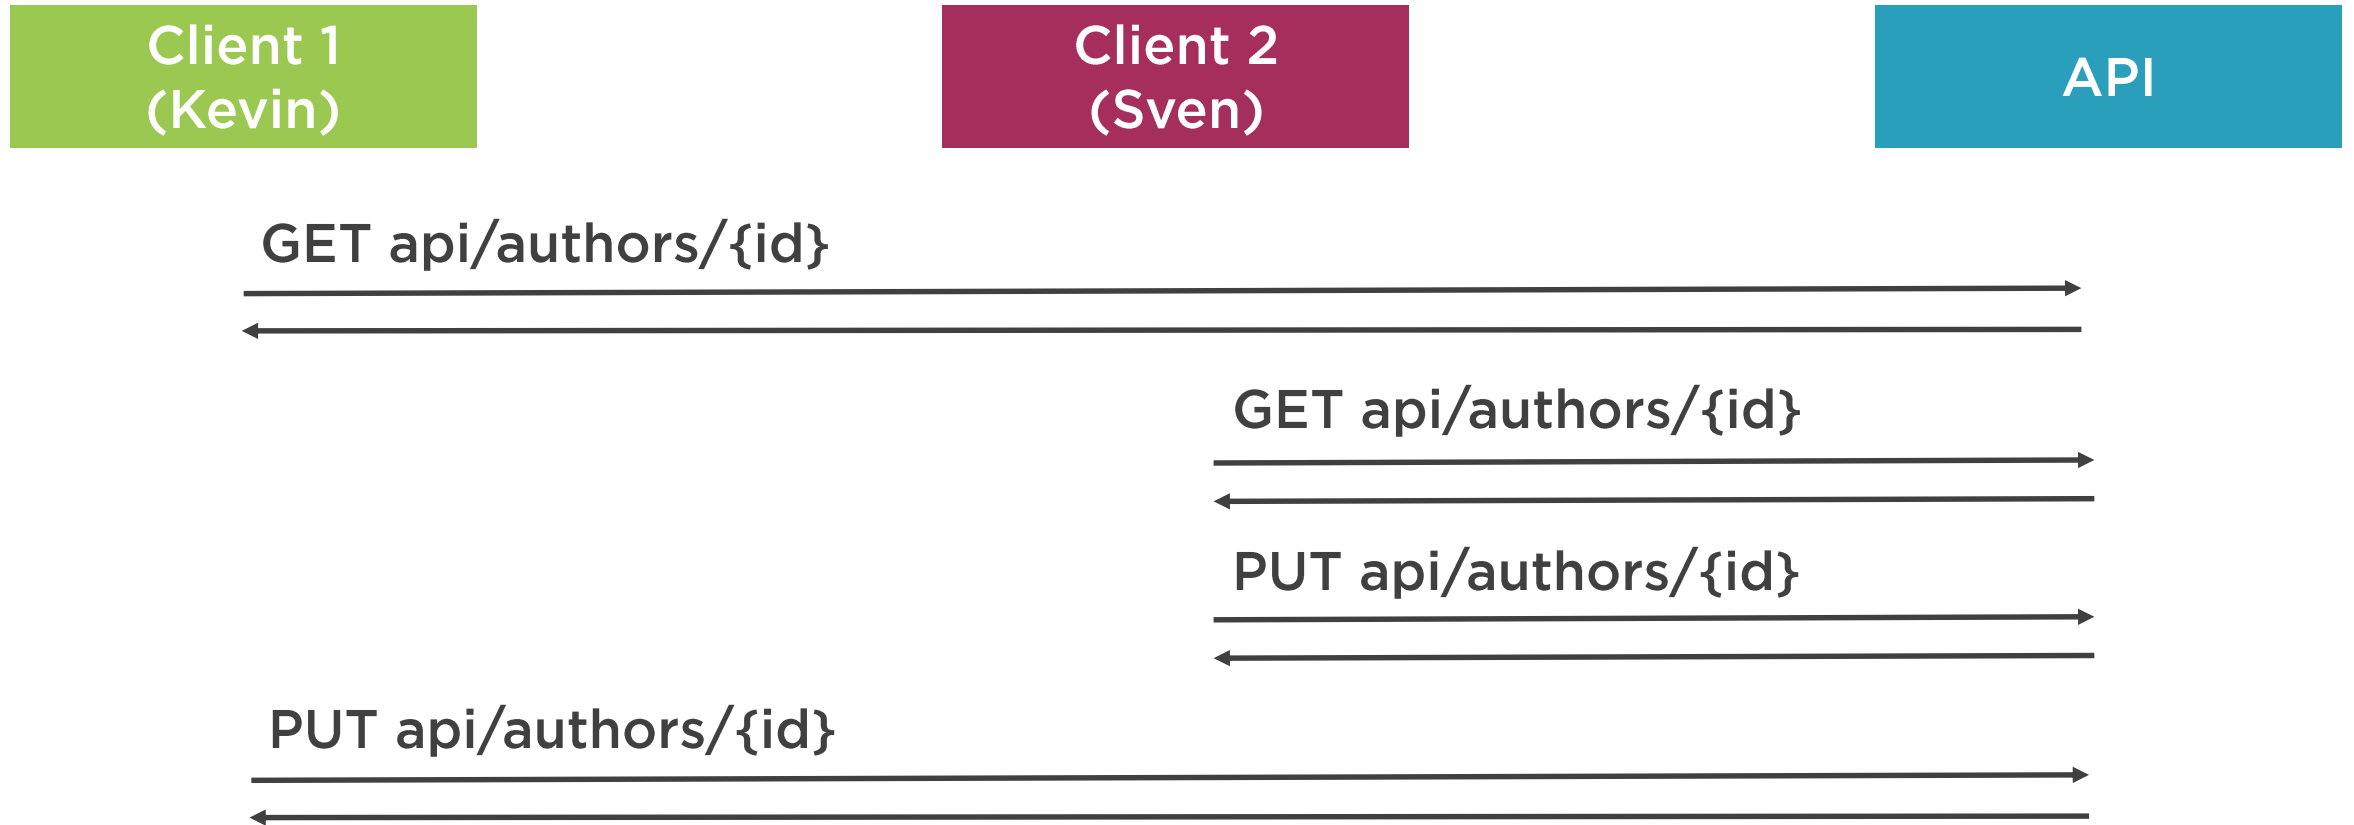 Client 1
(Kevin)
Client 2
(Sven)
API
GET api/authors/{id}
GET api/authors/{id}
PUT api/authors/{id}
PUT api/authors/{id}